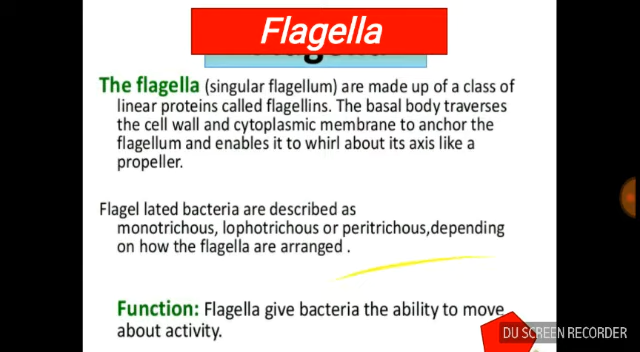 Flagella
The flagella (singular flagellum) are made up of a class of
linear proteins called flagellins. The basal body traverses
the cell wall and cytoplasmic membrane to anchor the
flagellum and enables it to whirl about its axis like a
propeller.
Flagel lated bacteria are described as
monotrichous, lophotrichous or peritrichous,depending
on how the flagella are arranged .
Function: Flagella give bacteria the ability to move
about activity.
DU SCREEN RECORDER